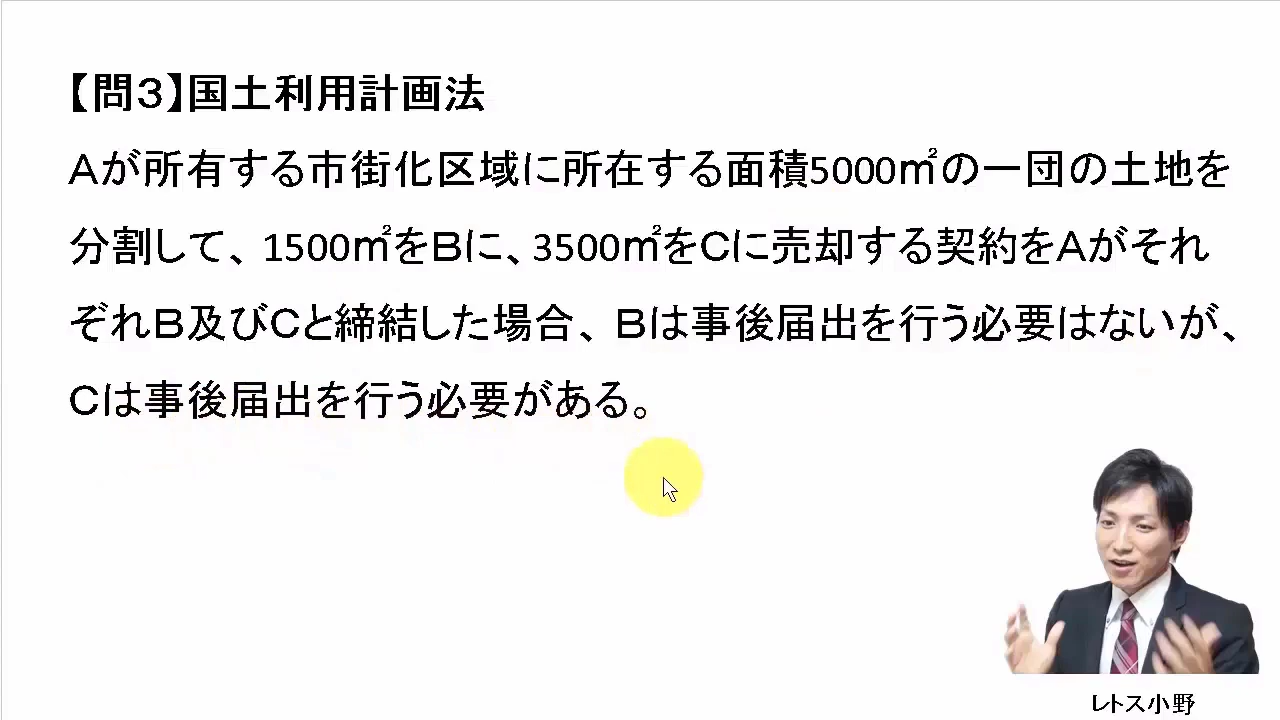 【問３】国土利用計画法
Ａが所有する市街化区域に所在する面積5000㎡の一団の土地を
分割して、1500㎡をＢに、3500㎡をＣに売却する契約をＡがそれ
ぞれＢ及びＣと締結した場合、Ｂは事後届出を行う必要はないが、
Ｃは事後届出を行う必要がある。
レトス小野